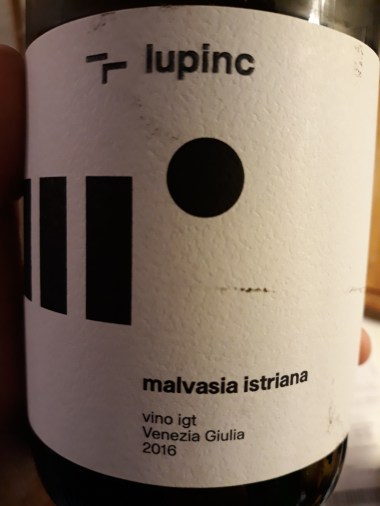 lupinc
malvasia istriana
vino igt
Venezia Giulia
2016